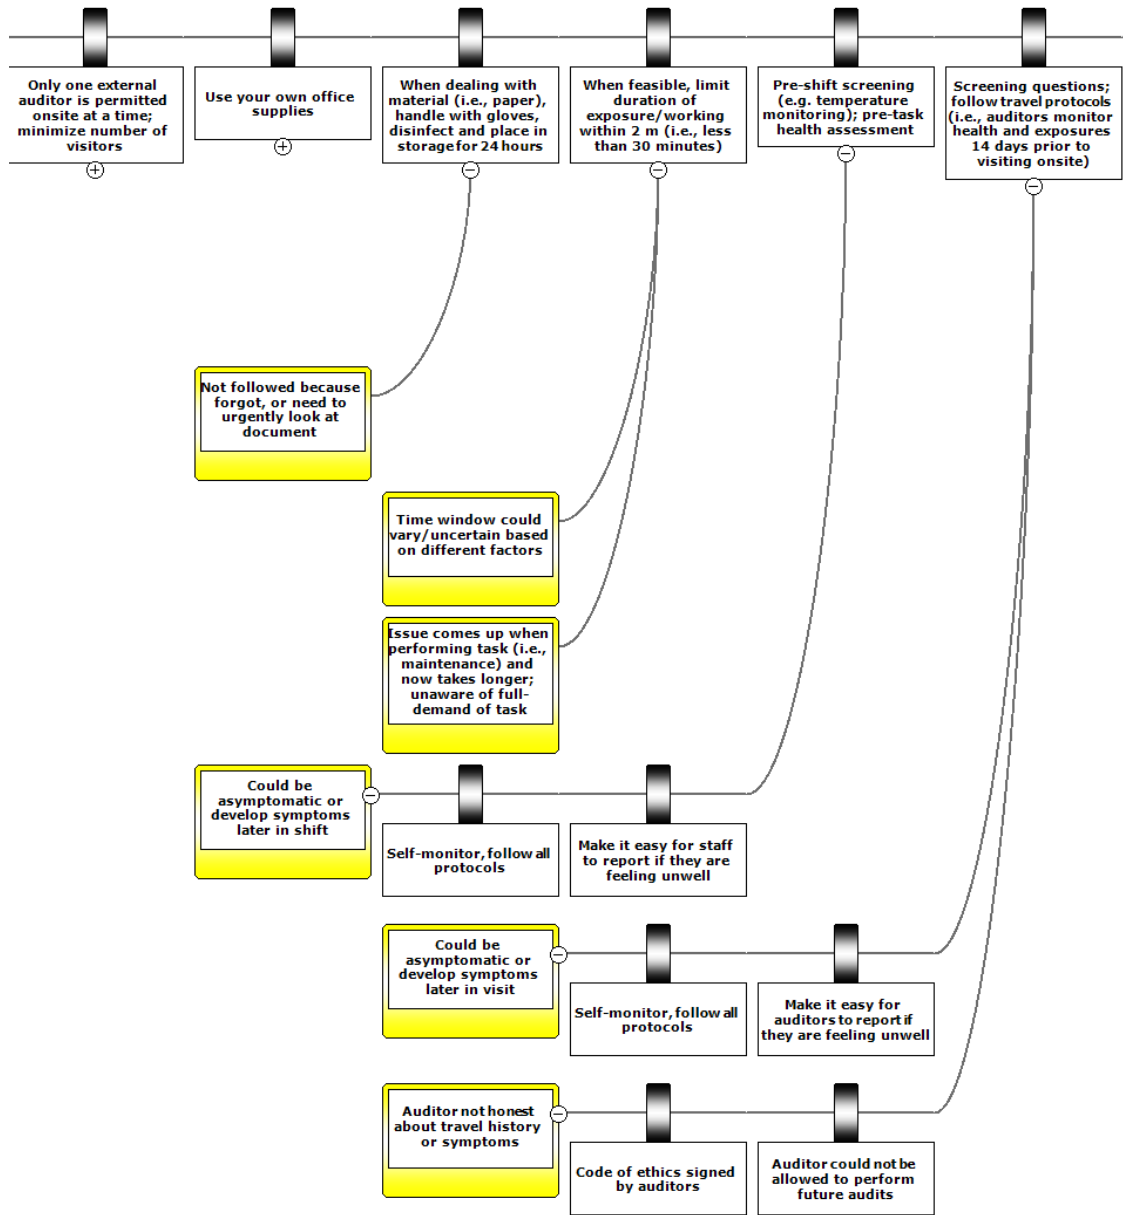 Only one external
auditor is permitted
onsite at a time;
minimize number of
visitors
Use your own office
supplies
When dealing with
material (i.e., paper),
handle with gloves,
disinfect and place in
storage for 24 hours
When feasible, limit
duration of
exposure/working
within 2 m (i.e., less
than 30 minutes)
Pre-shift screening
(e.g. temperature
monitoring); pre-task
health assessment
Screening questions;
follow travel protocols
(i.e., auditors monitor
health and exposures
14 days prior to
visiting onsite)
Not followed because
forgot, or need to
urgently look at
document
Time window could
vary/uncertain based
on different factors
Issue comes up when
performing task (i.e.,
maintenance) and
now takes longer;
unaware of full-
demand of task
Could be
asymptomatic or
develop symptoms
later in shift
Self-monitor, follow all
protocols
Make it easy for staff
to report if they are
feeling unwell
Could be
asymptomatic or
develop symptoms
later in visit
Self-monitor, follow all
protocols
Make it easy for
auditors to report if
they are feeling unwell
Auditor not honest
about travel history
or symptoms
Code of ethics signed
by auditors
Auditor could not be
allowed to perform
future audits